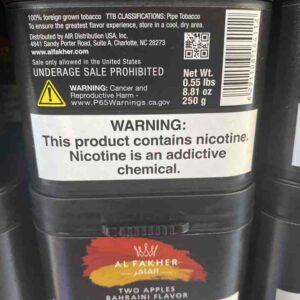 100% foreign grown tobacco TTB CLASSIFICATIONS: Pipe Tobacco
To ensure the greatest flavor experience, store in a cool, dry area.
Distributed by AIR Distribution USA, Inc.
4941 Sandy Porter Road, Suite A, Charlotte, NC 28273
www.alfakher.com
Sale only allowed in the United States
UNDERAGE SALE PROHIBITED
WARNING:
Cancer and
Reproductive Harm -
www.P65Warnings.ca.gov
Net Wt.
0.55 lbs
8.81 oz
250 g
WARNING:
This product contains nicotine.
Nicotine is an addictive
chemical.
AL FAKHER
الفاخر
TWO APPLES
BAHRAINI FLAVOR